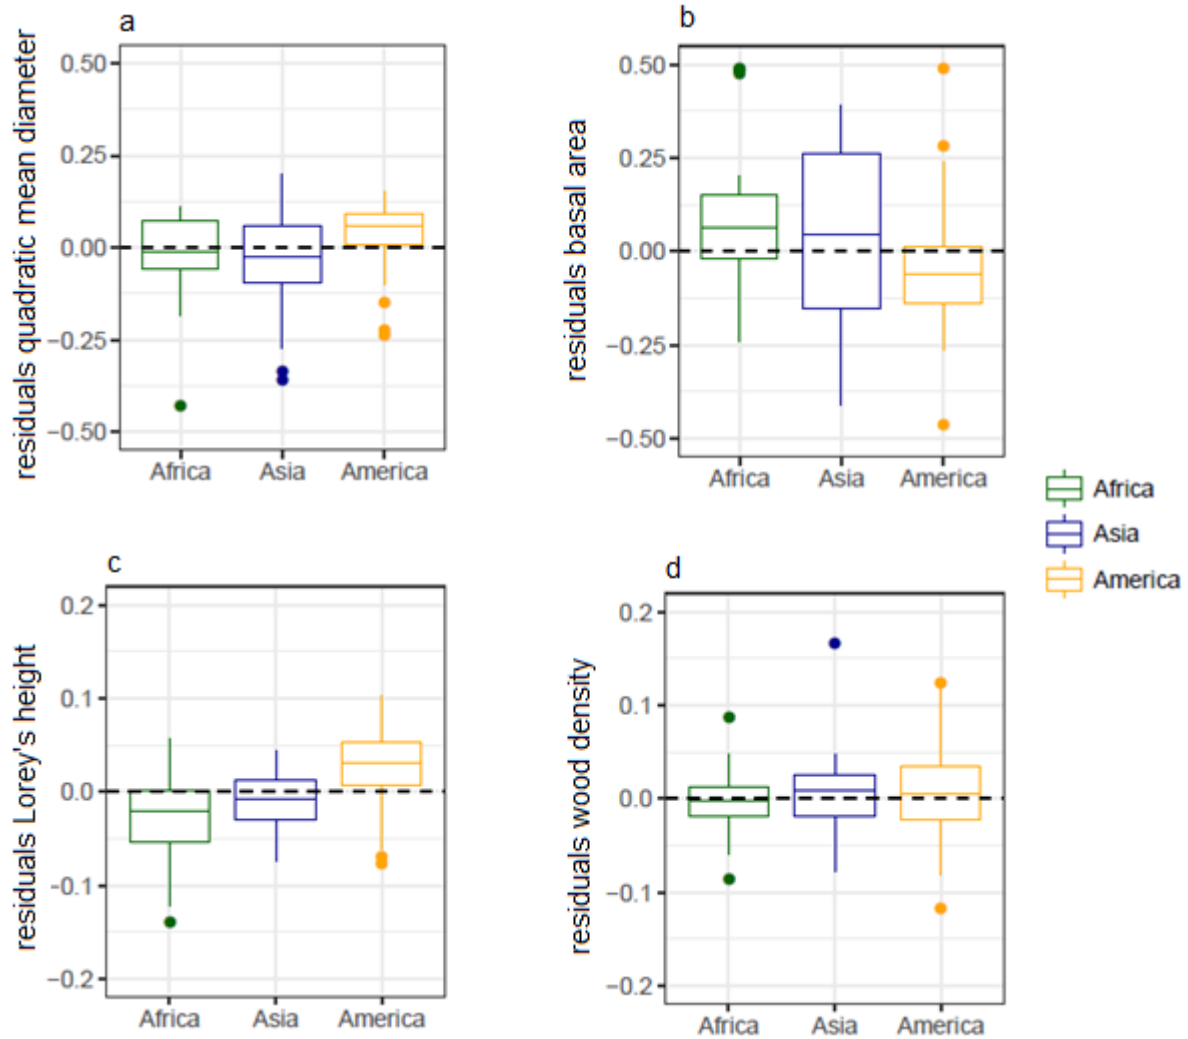 a
residuals quadratic mean diameter
0.50
0.25
0.00
−0.25
−0.50
Africa Asia America
b
residuals basal area
0.50
0.25
0.00
−0.25
−0.50
Africa Asia America
Africa
Asia
America
c
residuals Lorey's height
0.2
0.1
0.0
−0.1
−0.2
Africa Asia America
d
residuals wood density
0.2
0.1
0.0
−0.1
−0.2
Africa Asia America